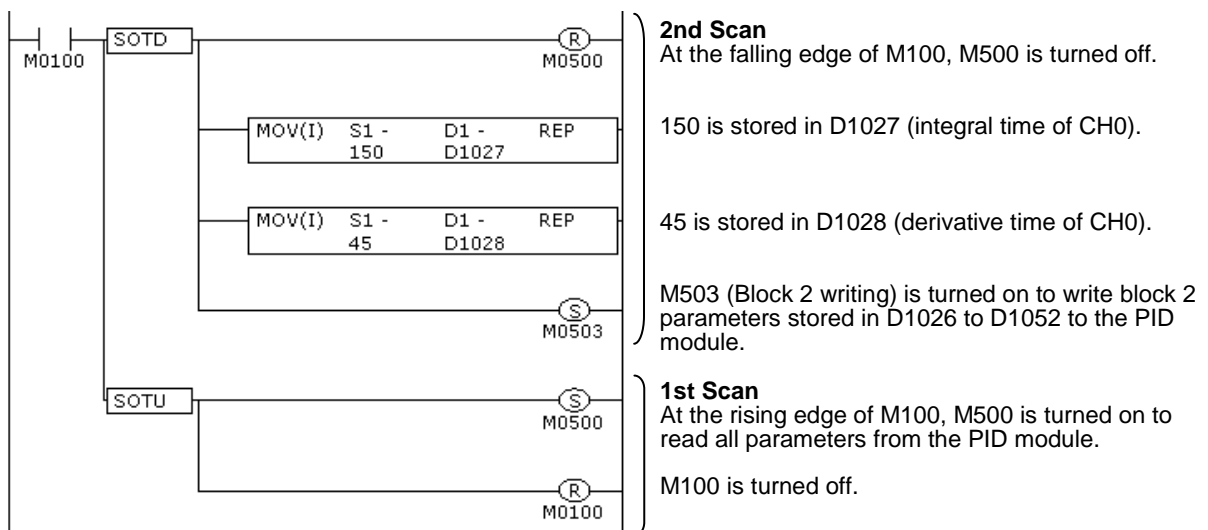 SOTD
R
M0100
M0500
2nd Scan
At the falling edge of M100, M500 is turned off.
MOV(I) S1 - D1 - REP
150 D1027
150 is stored in D1027 (integral time of CH0).
MOV(I) S1 - D1 - REP
45 D1028
45 is stored in D1028 (derivative time of CH0).
S
M0503
M503 (Block 2 writing) is turned on to write block 2
parameters stored in D1026 to D1052 to the PID
module.
SOTU
S
M0500
1st Scan
At the rising edge of M100, M500 is turned on to
read all parameters from the PID module.
R
M0100
M100 is turned off.